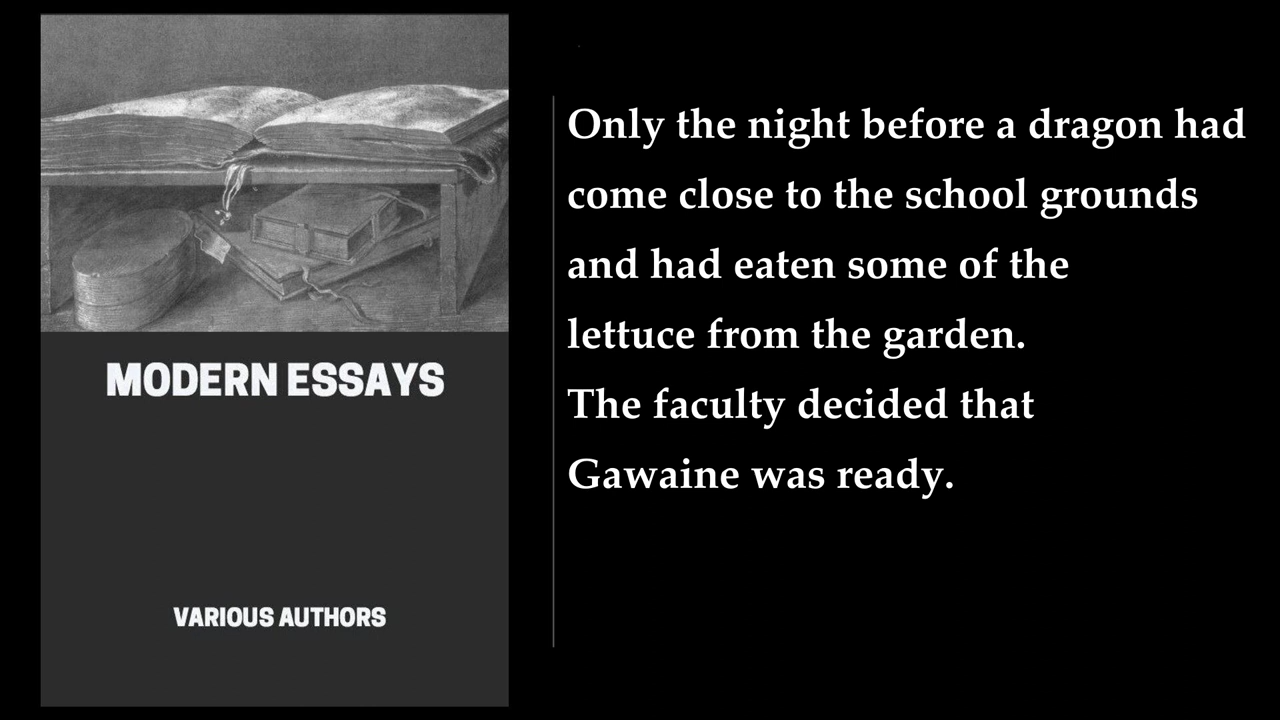 MODERN ESSAYS
VARIOUS AUTHORS
Only the night before a dragon had
come close to the school grounds
and had eaten some of the
lettuce from the garden.
The faculty decided that
Gawaine was ready.